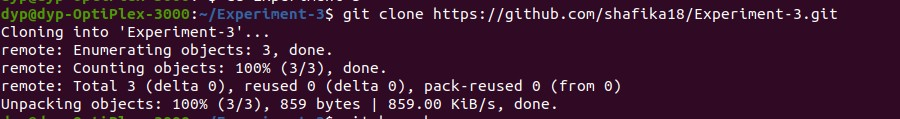 dyp@dyp-OptiPlex-3000:~/Experiment-3$ git clone https://github.com/shafika18/Experiment-3.git
Cloning into 'Experiment-3'...
remote: Enumerating objects: 3, done.
remote: Counting objects: 100% (3/3), done.
remote: Total 3 (delta 0), reused 0 (delta 0), pack-reused 0 (from 0)
Unpacking objects: 100% (3/3), 859 bytes | 859.00 KiB/s, done.